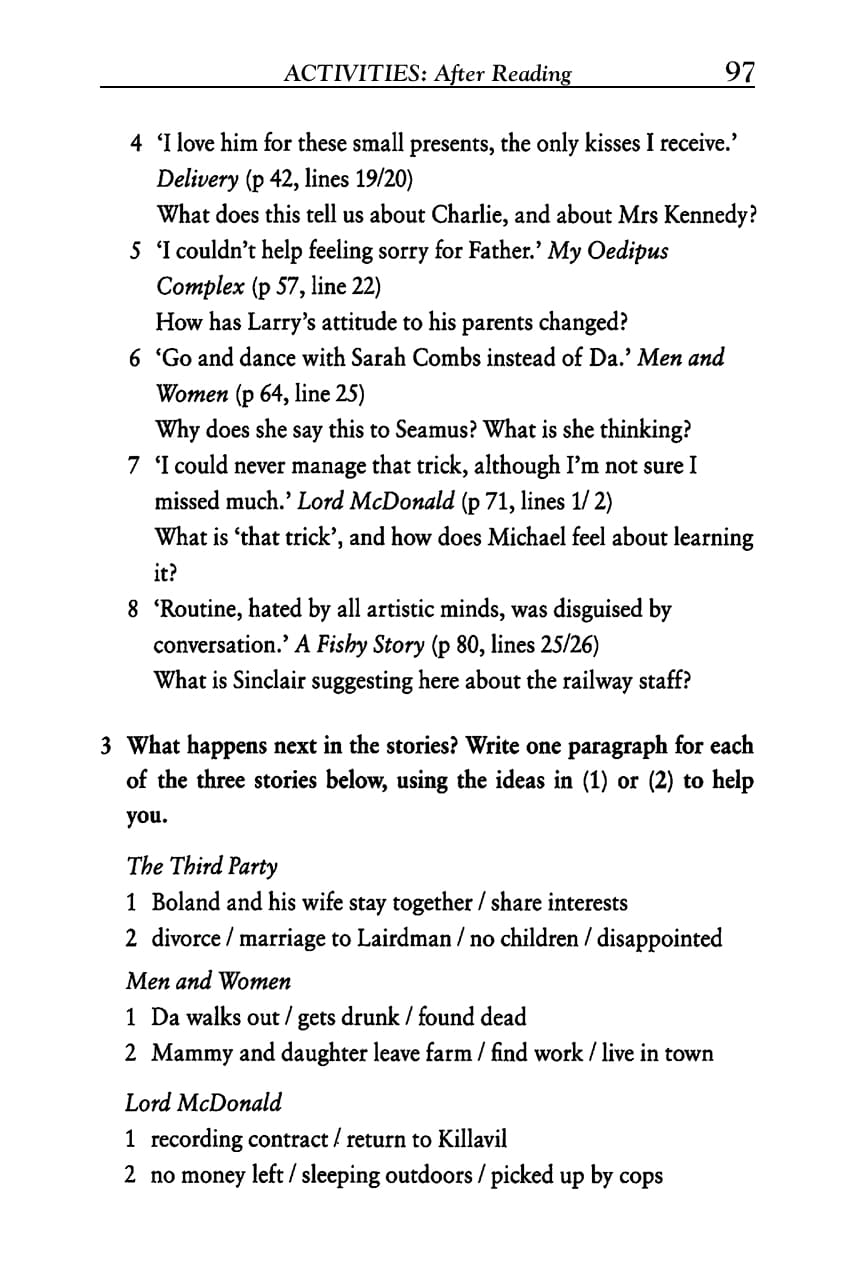 ACTIVITIES: After Reading 97
4 ‘I love him for these small presents, the only kisses I receive.’
Delivery (p 42, lines 19/20)
What does this tell us about Charlie, and about Mrs Kennedy?
5 ‘I couldn’t help feeling sorry for Father.’ My Oedipus
Complex (p 57, line 22)
How has Larry’s attitude to his parents changed?
6 ‘Go and dance with Sarah Combs instead of Da.’ Men and
Women (p 64, line 25)
Why does she say this to Seamus? What is she thinking?
7 ‘I could never manage that trick, although I’m not sure I
missed much.’ Lord McDonald (p 71, lines 1/ 2)
What is ‘that trick’, and how does Michael feel about learning
it?
8 ‘Routine, hated by all artistic minds, was disguised by
conversation.’ A Fishy Story (p 80, lines 25/26)
What is Sinclair suggesting here about the railway staff?
3 What happens next in the stories? Write one paragraph for each
of the three stories below, using the ideas in (1) or (2) to help
you.
The Third Party
1 Boland and his wife stay together / share interests
2 divorce / marriage to Lairdman / no children / disappointed
Men and Women
1 Da walks out / gets drunk / found dead
2 Mammy and daughter leave farm / find work / live in town
Lord McDonald
1 recording contract / return to Killavil
2 no money left / sleeping outdoors / picked up by cops